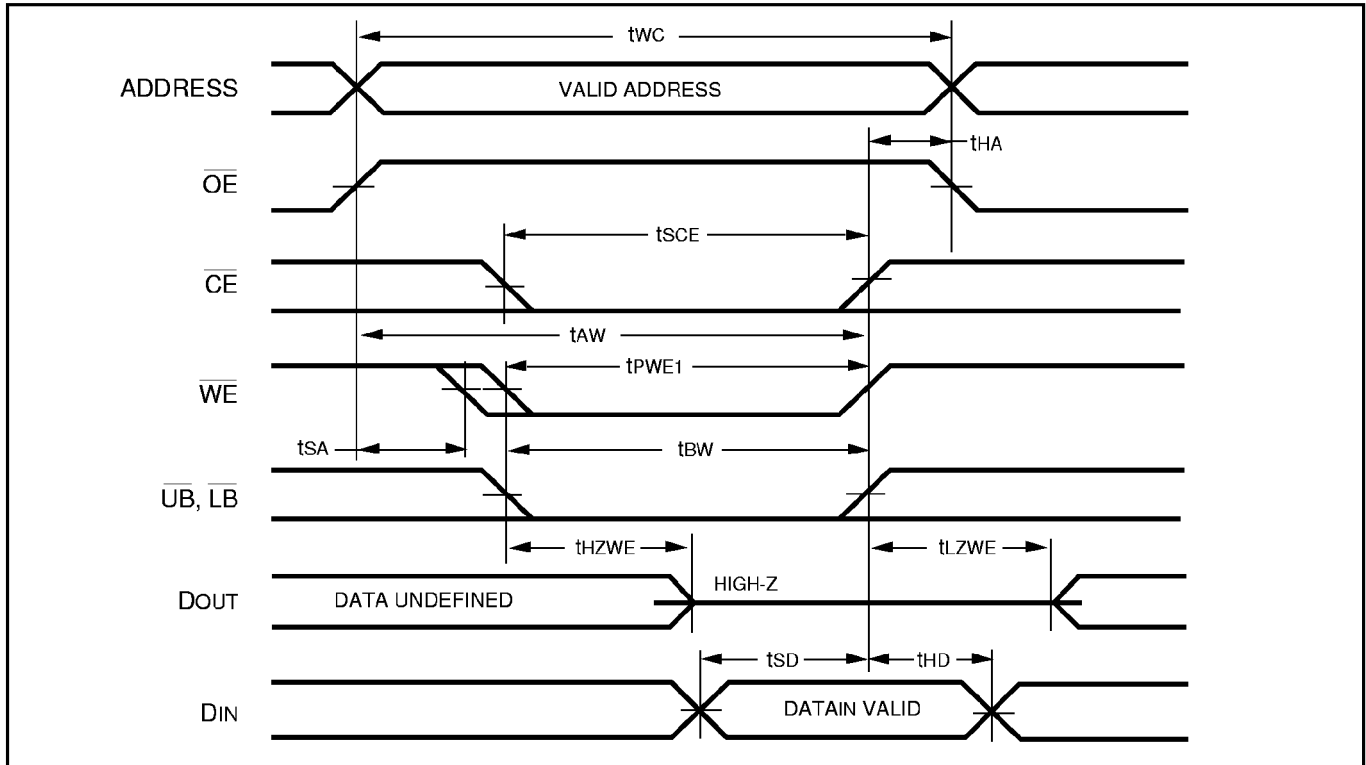 tWC
ADDRESS
VALID ADDRESS
tHA
OE
tSCE
CE
tAW
tPWE1
WE
tSA
tBW
UB, LB
tHZWE
tLZWE
HIGH-Z
DOUT
DATA UNDEFINED
tSD
tHD
DIN
DATAIN VALID